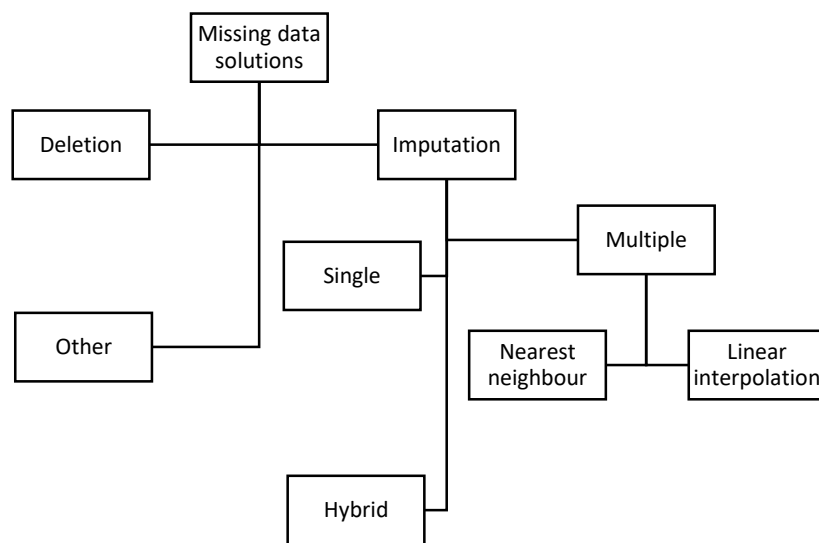 Missing data
solutions
Deletion
Imputation
Multiple
Single
Other
Nearest
neighbour
Linear
interpolation
Hybrid